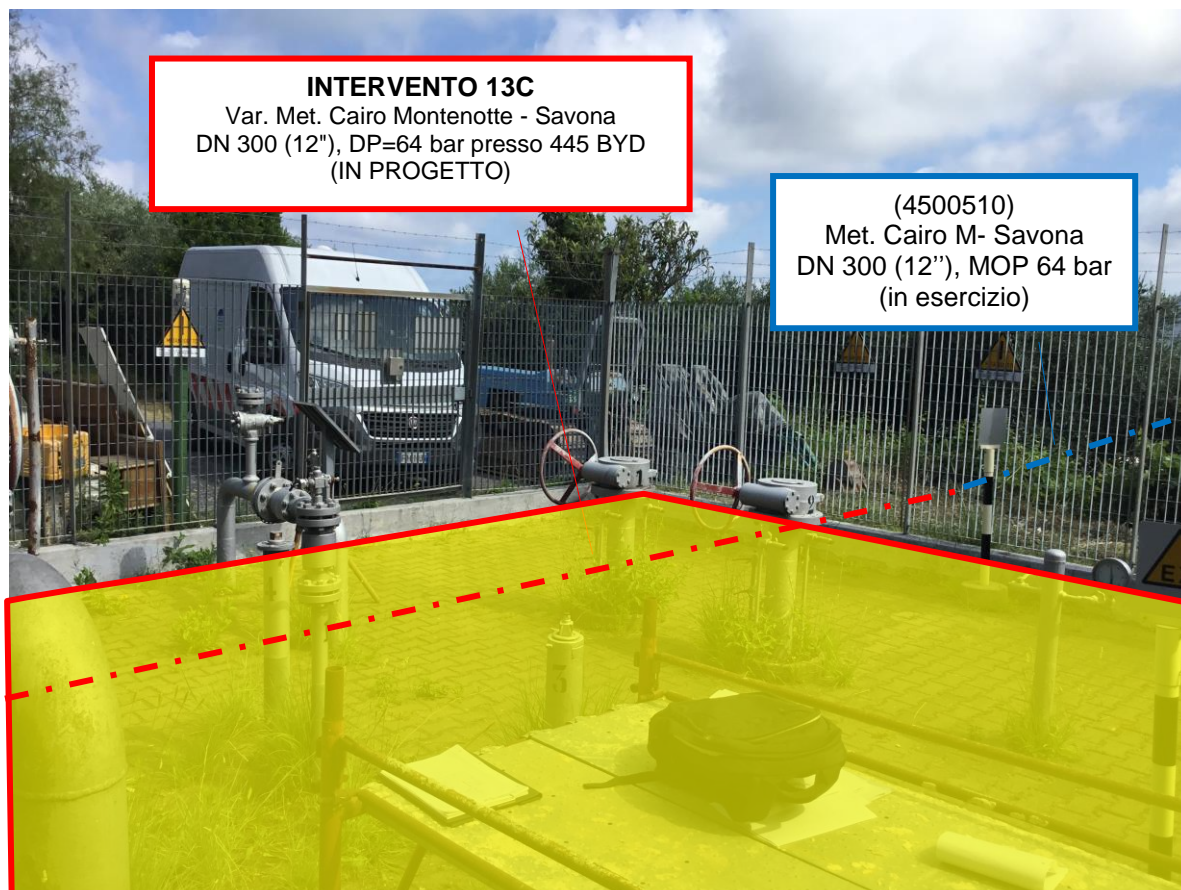 INTERVENTO 13C
Var. Met. Cairo Montenotte - Savona
DN 300 (12"), DP=64 bar presso 445 BYD
(IN PROGETTO)
(4500510)
Met. Cairo M- Savona
DN 300 (12’’), MOP 64 bar
(in esercizio)